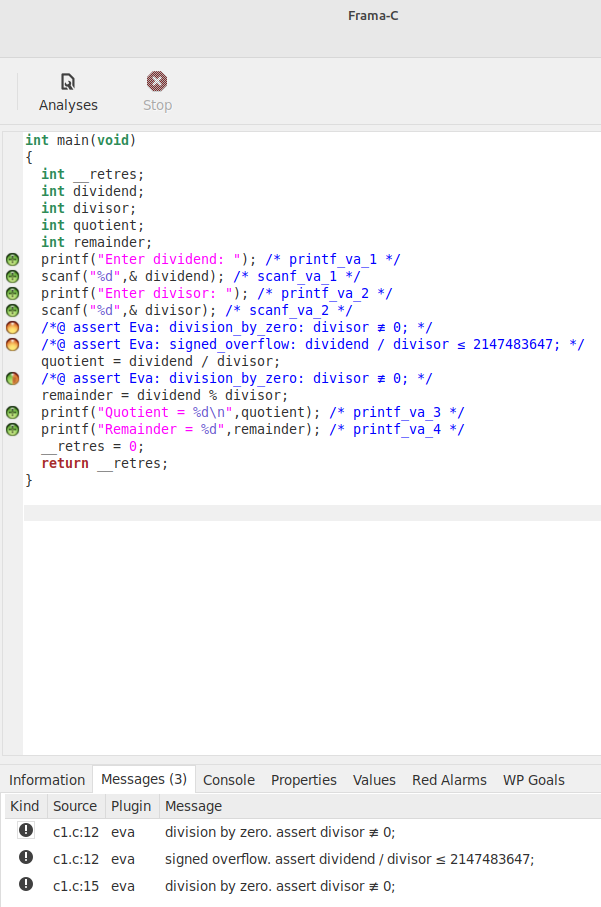 Frama-C
Analyses
Stop
int main(void)
{
  int __retres;
  int dividend;
  int divisor;
  int quotient;
  int remainder;
  printf("Enter dividend: "); /* printf_va_1 */
  scanf("%d",& dividend); /* scanf_va_1 */
  printf("Enter divisor: "); /* printf_va_2 */
  scanf("%d",& divisor); /* scanf_va_2 */
  /*@ assert Eva: division_by_zero: divisor ≢ 0; */
  /*@ assert Eva: signed_overflow: dividend / divisor ≤ 2147483647; */
  quotient = dividend / divisor;
  /*@ assert Eva: division_by_zero: divisor ≢ 0; */
  remainder = dividend % divisor;
  printf("Quotient = %d\n",quotient); /* printf_va_3 */
  printf("Remainder = %d",remainder); /* printf_va_4 */
  __retres = 0;
  return __retres;
}
Information Messages (3) Console Properties Values Red Alarms WP Goals
Kind Source Plugin Message
c1.c:12 eva division by zero. assert divisor ≢ 0;
c1.c:12 eva signed overflow. assert dividend / divisor ≤ 2147483647;
c1.c:15 eva division by zero. assert divisor ≢ 0;